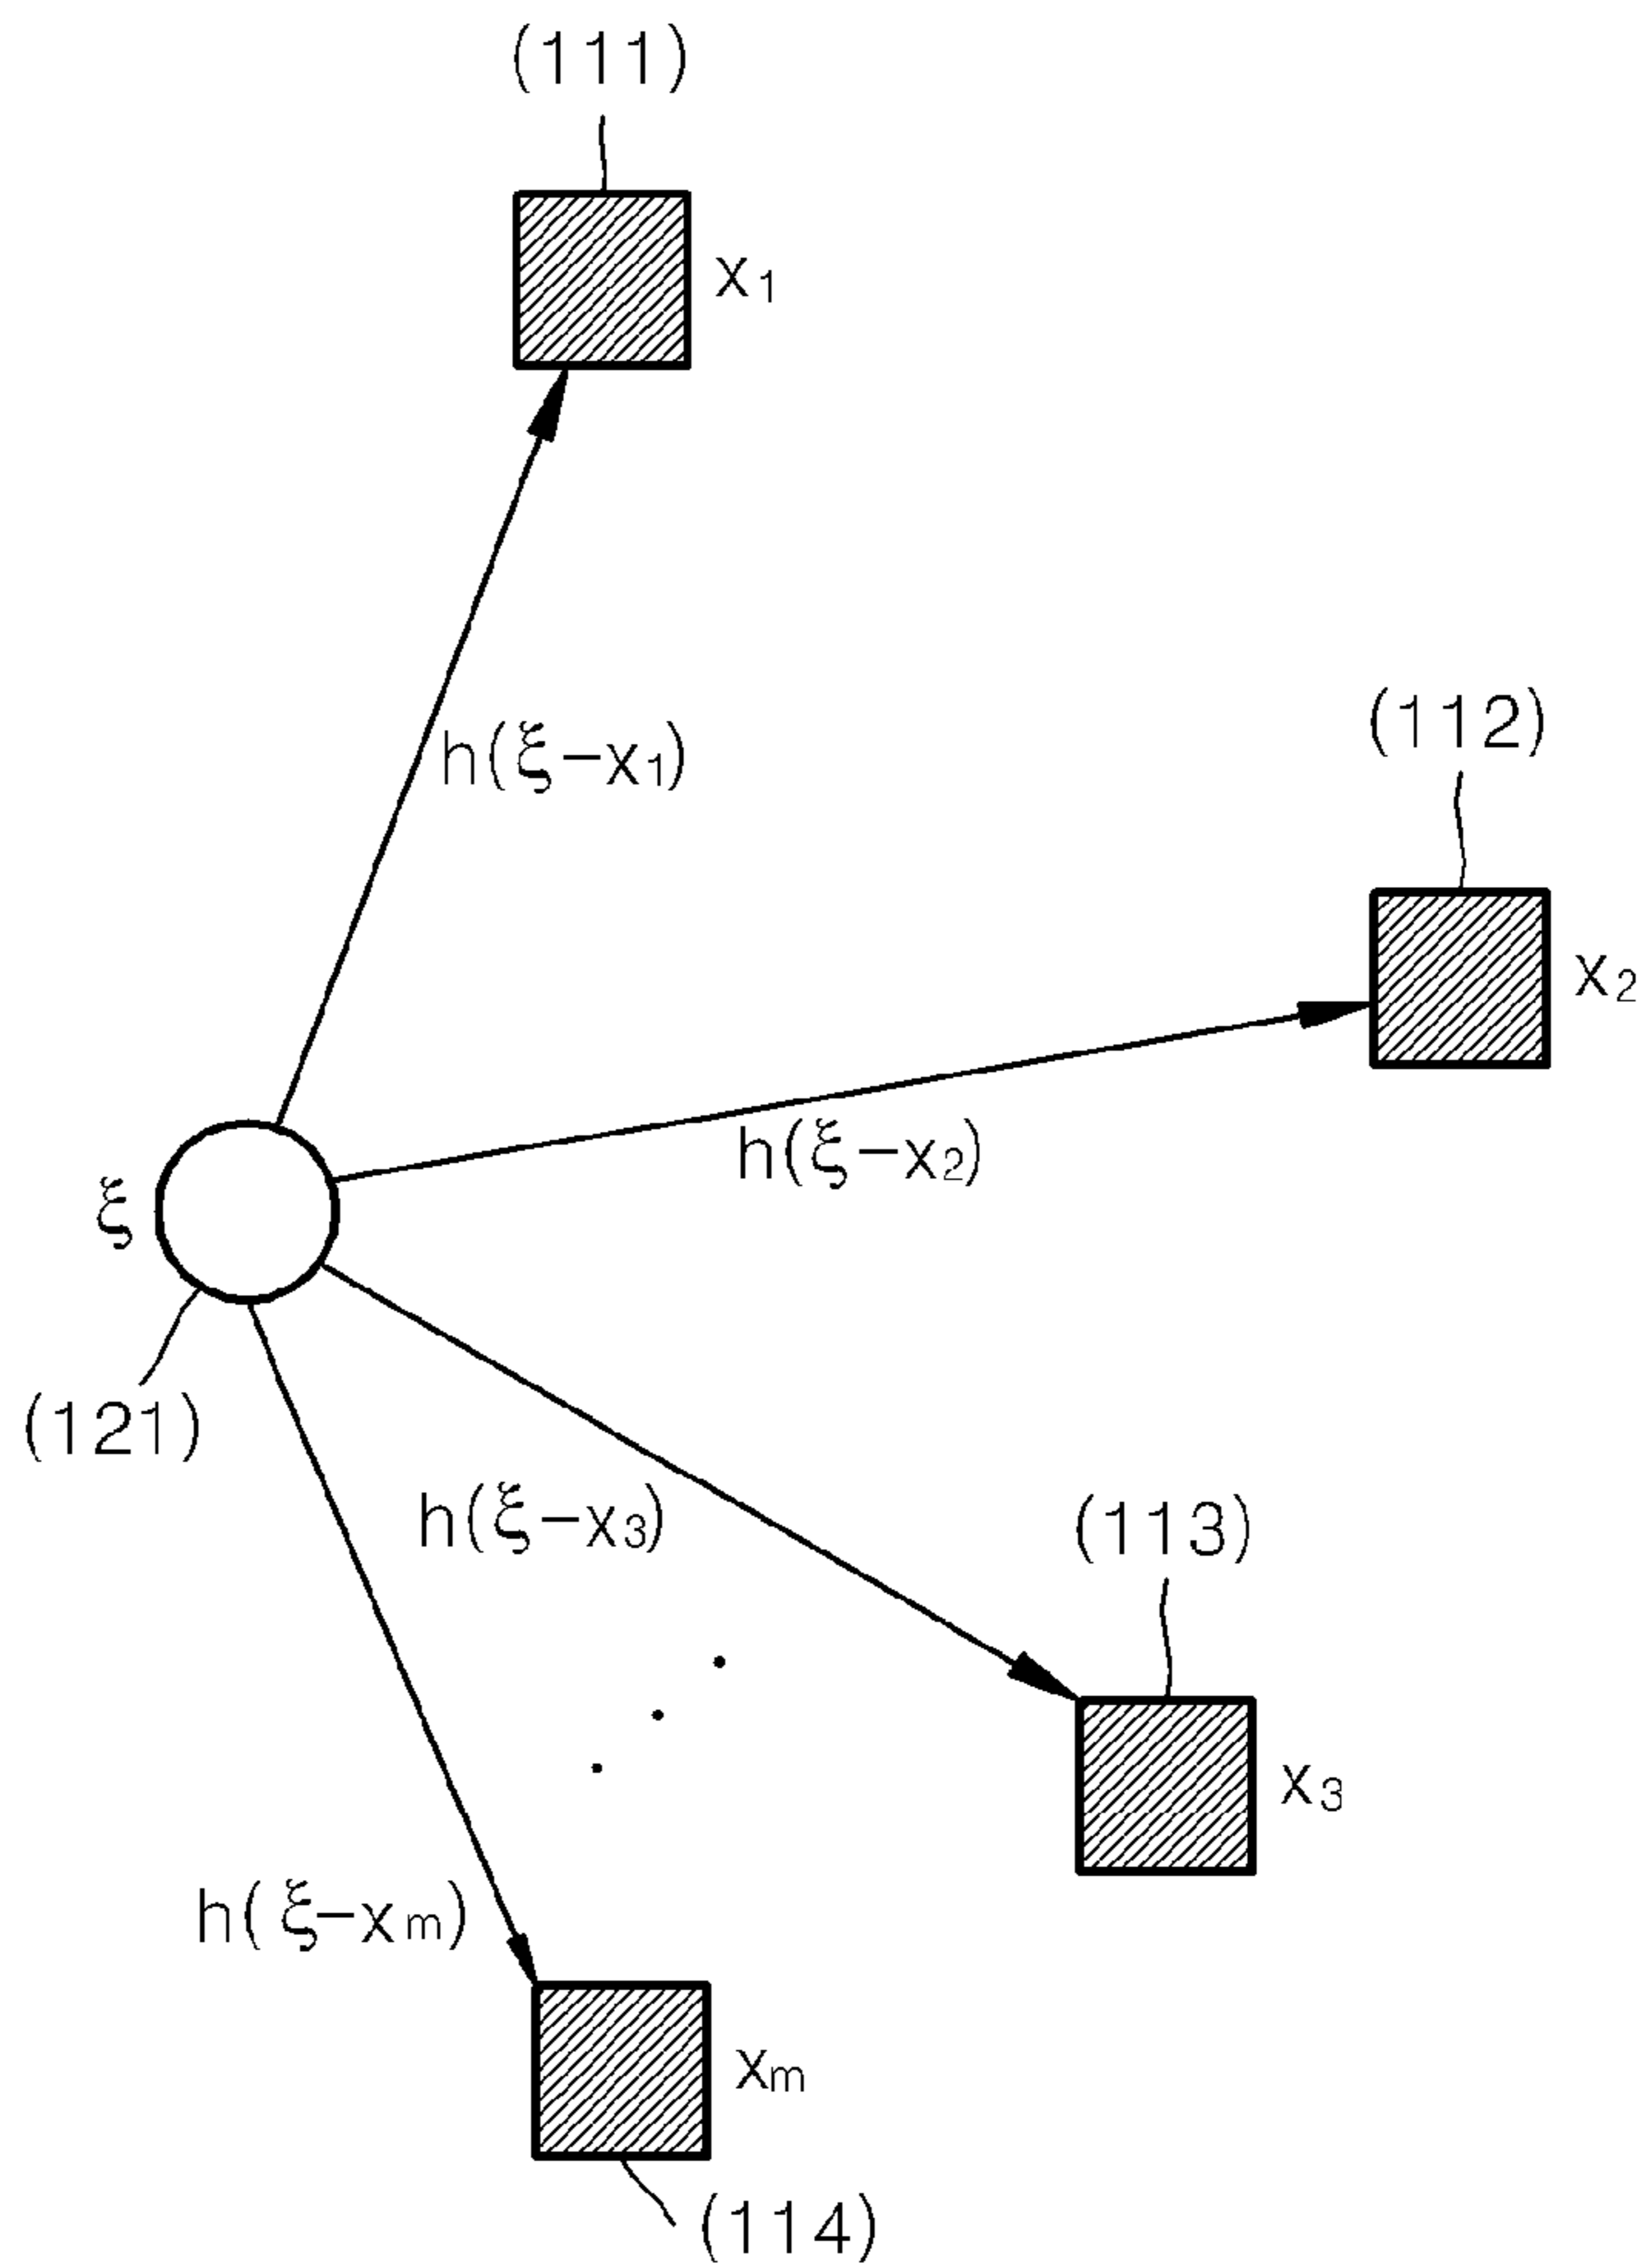 (111)
x₁
h(ξ−x₁)
(112)
x₂
h(ξ−x₂)
ξ
(121)
h(ξ−x₃)
(113)
x₃
h(ξ−xₘ)
xₘ
(114)